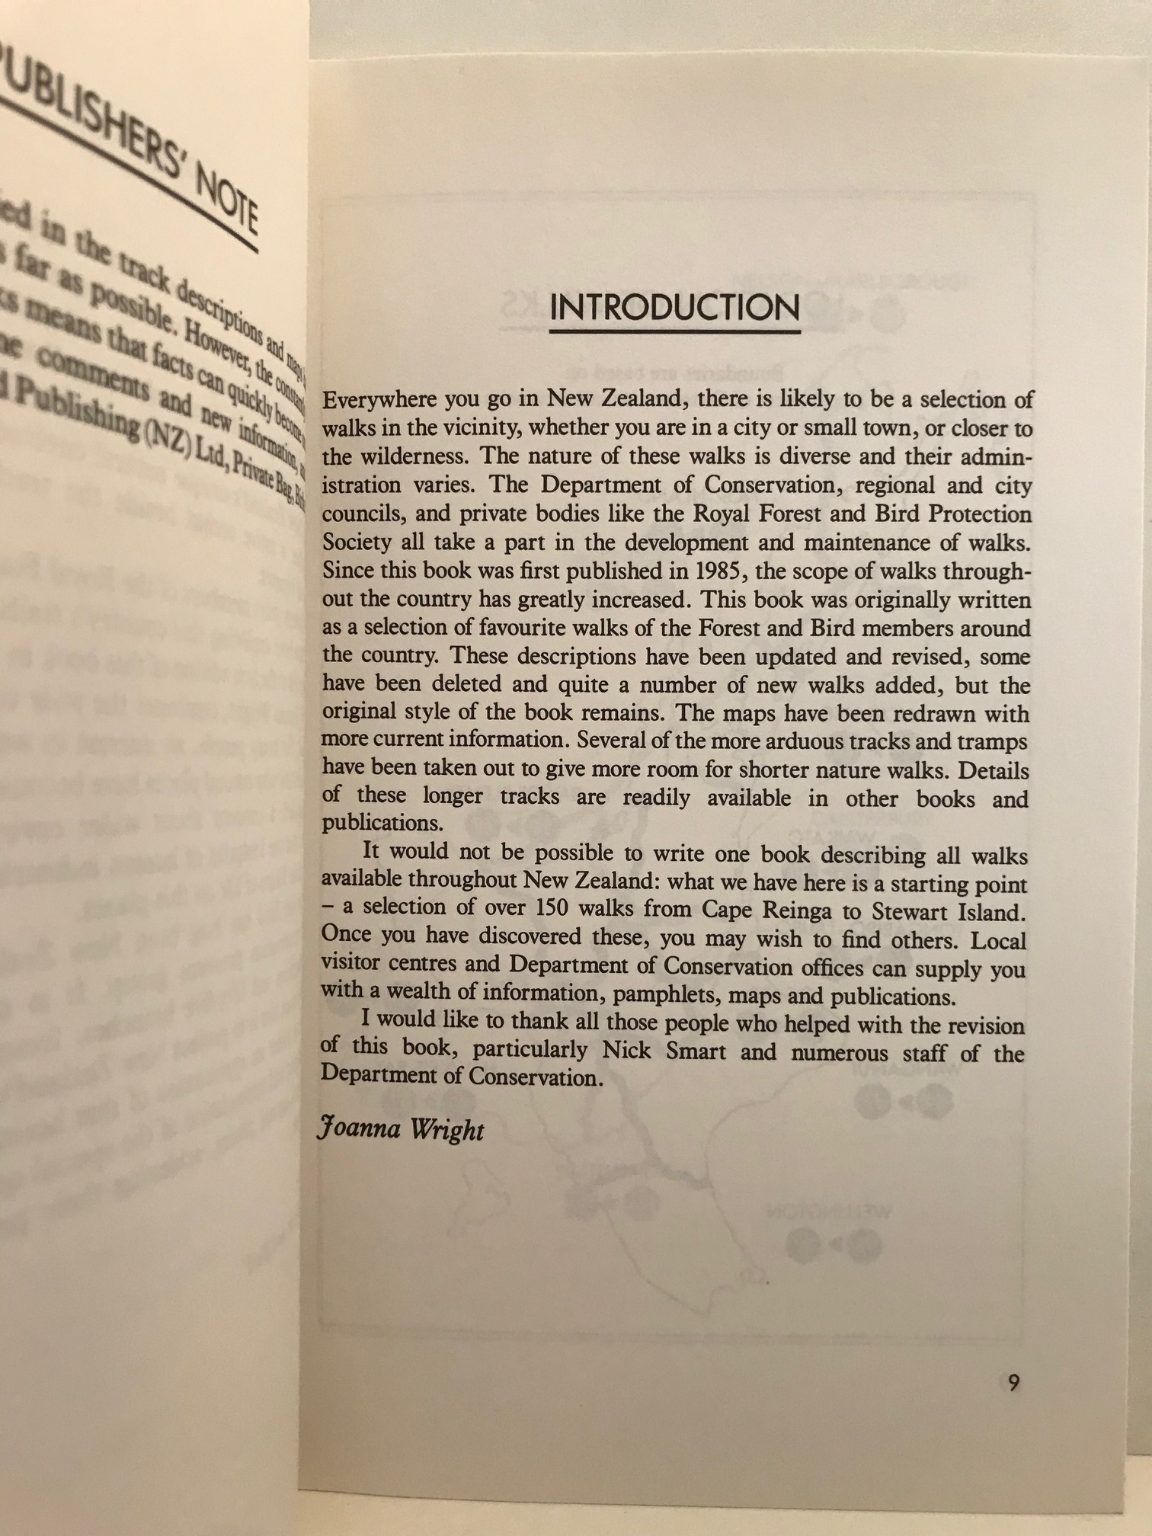 PUBLISHERS' NOTE
in the track descriptions and
far as possible. However, the
means that facts can quickly become
comments and new information,
Publishing (NZ) Ltd, Private Bag,
INTRODUCTION
Everywhere you go in New Zealand, there is likely to be a selection of
walks in the vicinity, whether you are in a city or small town, or closer to
the wilderness. The nature of these walks is diverse and their admin-
istration varies. The Department of Conservation, regional and city
councils, and private bodies like the Royal Forest and Bird Protection
Society all take a part in the development and maintenance of walks.
Since this book was first published in 1985, the scope of walks through-
out the country has greatly increased. This book was originally written
as a selection of favourite walks of the Forest and Bird members around
the country. These descriptions have been updated and revised, some
have been deleted and quite a number of new walks added, but the
original style of the book remains. The maps have been redrawn with
more current information. Several of the more arduous tracks and tramps
have been taken out to give more room for shorter nature walks. Details
of these longer tracks are readily available in other books and
publications.
It would not be possible to write one book describing all walks
available throughout New Zealand: what we have here is a starting point
– a selection of over 150 walks from Cape Reinga to Stewart Island.
Once you have discovered these, you may wish to find others. Local
visitor centres and Department of Conservation offices can supply you
with a wealth of information, pamphlets, maps and publications.
I would like to thank all those people who helped with the revision
of this book, particularly Nick Smart and numerous staff of the
Department of Conservation.
Joanna Wright
9